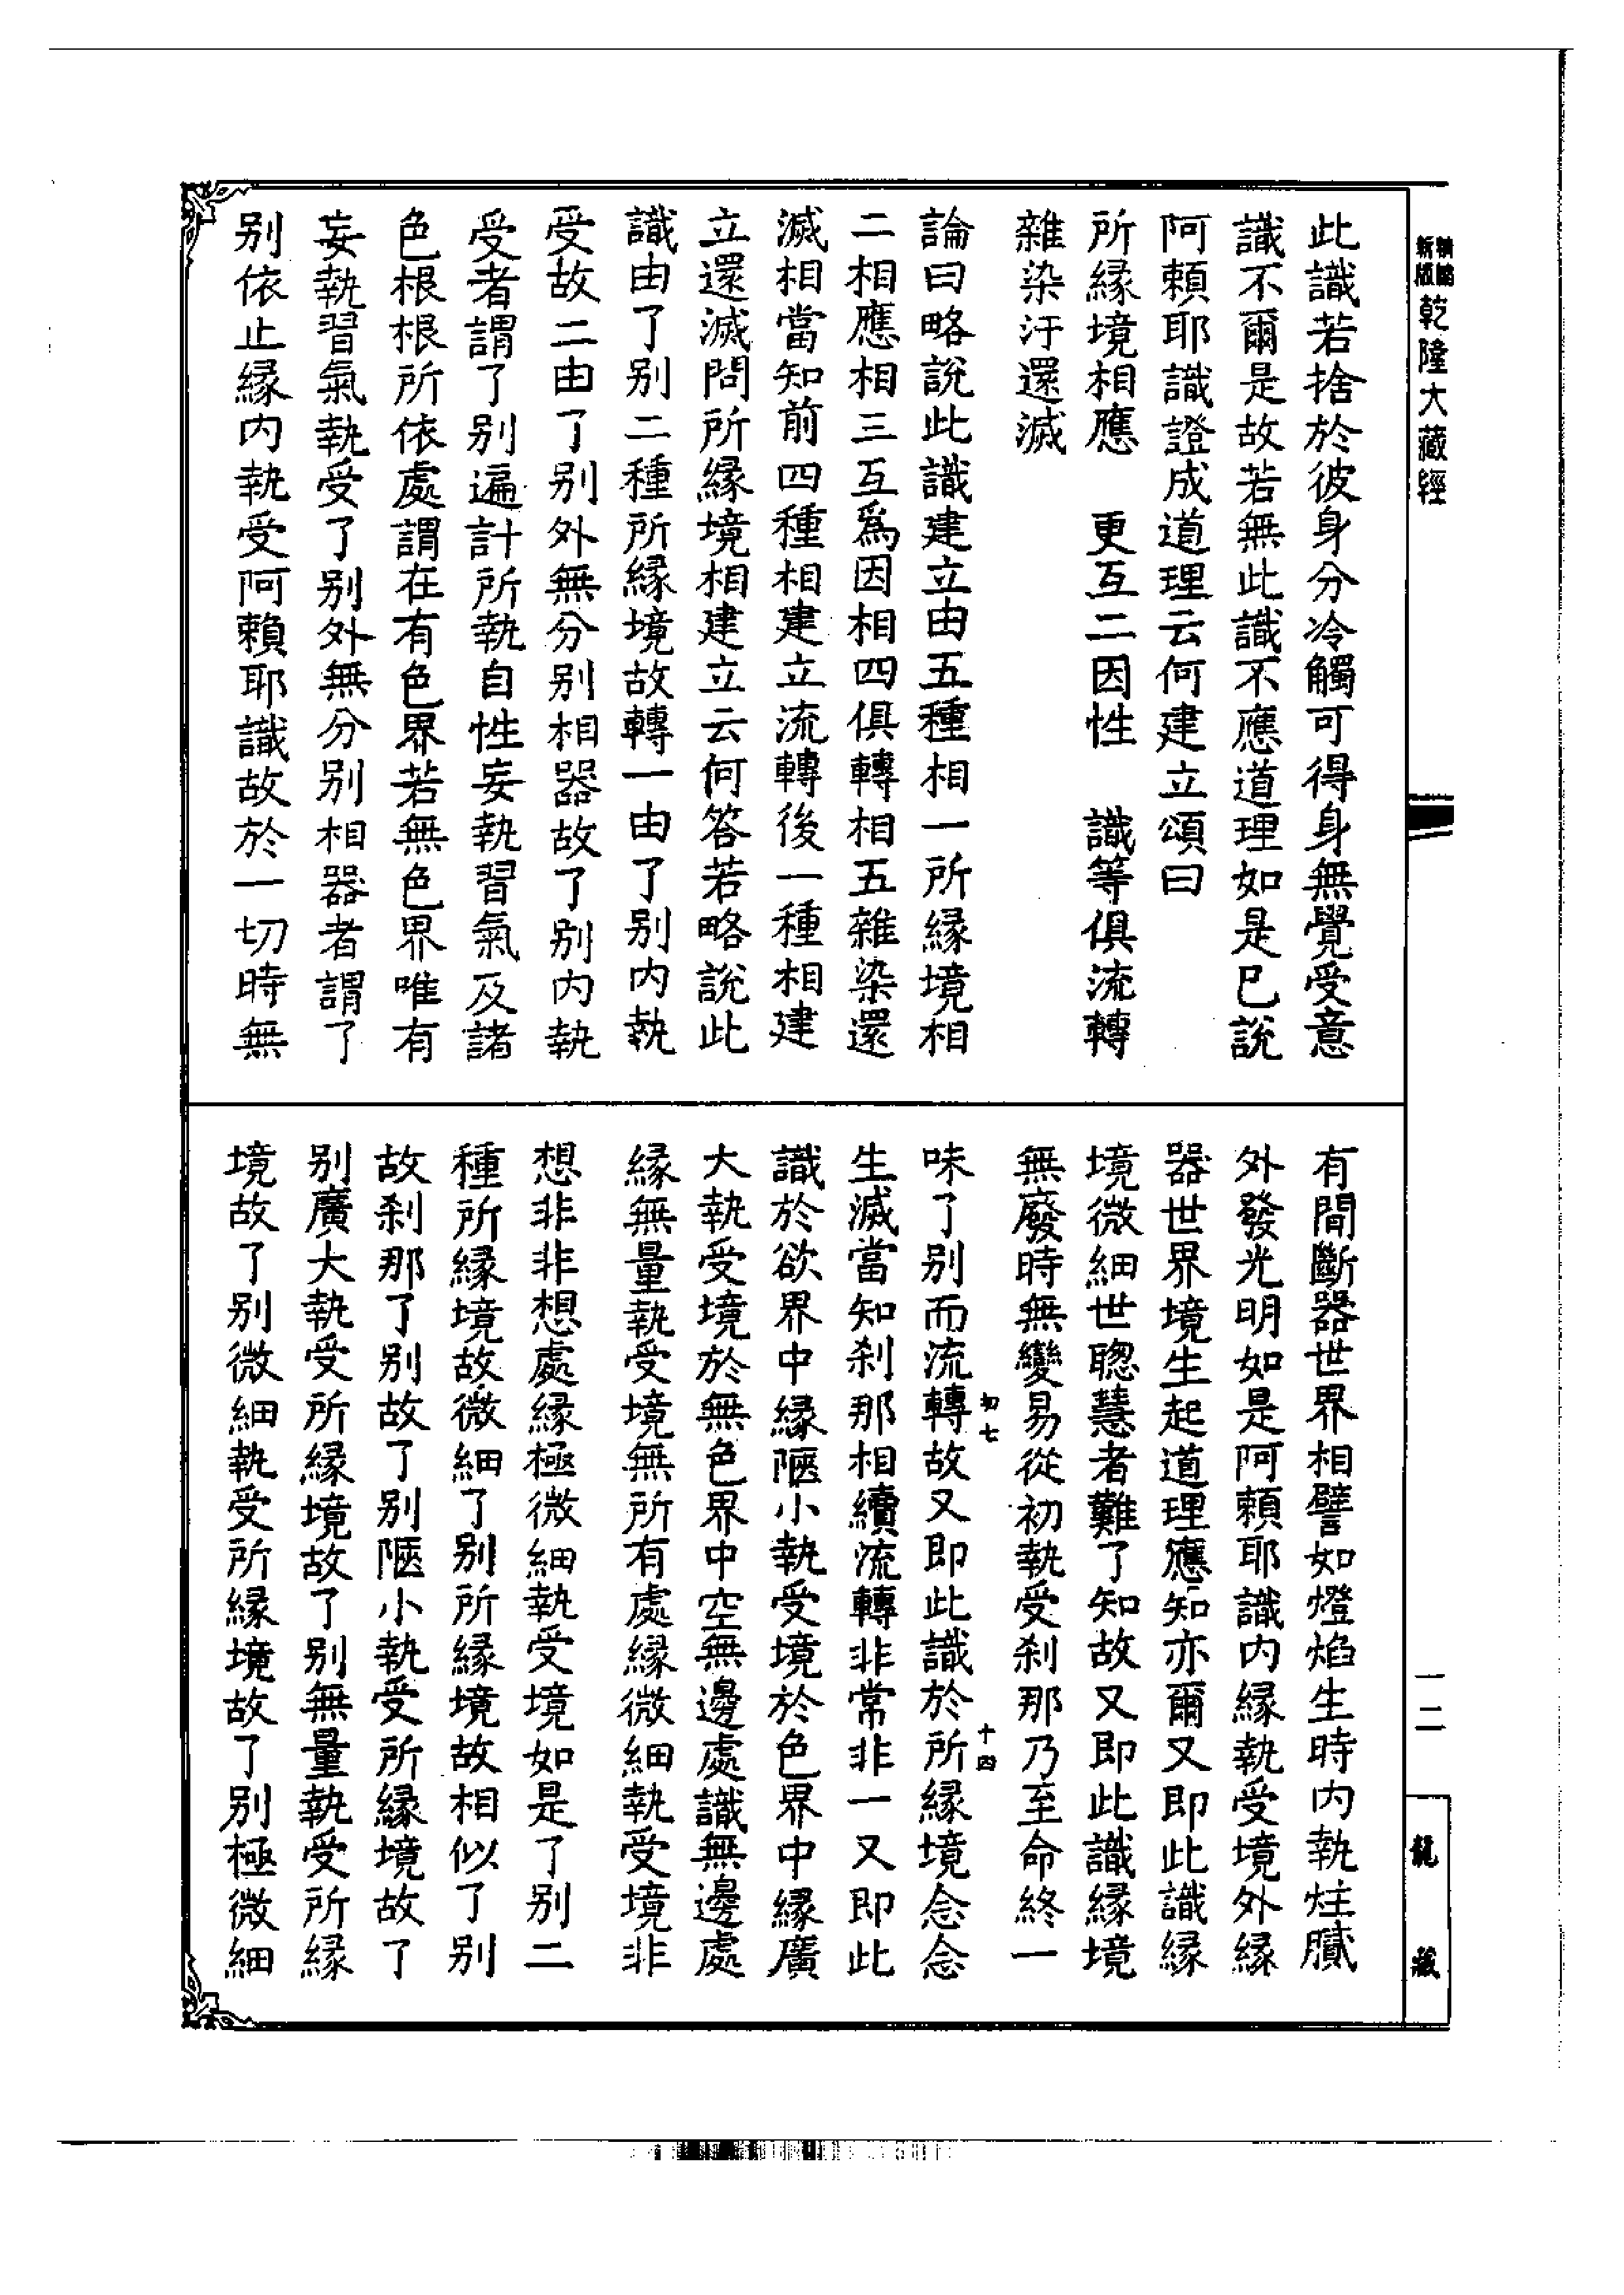 精縮
新版
乾隆大藏經
此識若捨於彼身分冷觸可得身無覺受意
識不爾是故若無此識不應道理如是巳說
阿賴耶識證成道理云何建立頌曰
所緣境相應　更互二因性　識等俱流轉
雜染汙還滅
論曰略說此識建立由五種相一所緣境相
二相應相三互爲因相四俱轉相五雜染還
滅相當知前四種相建立流轉後一種相建
立還滅問所緣境相建立云何答若略說此
識由了別二種所緣境故轉一由了別內執
受故二由了別外無分別相器故了別內執
受者謂了別遍計所執自性妄執習氣及諸
色根根所依處謂在有色界若無色界唯有
妄執習氣執受了別外無分別相器者謂了
別依止緣內執受阿賴耶識故於一切時無
有間斷器世界相譬如燈焰生時內執炷膩
外發光明如是阿賴耶識內緣執受境外緣
器世界境生起道理應知亦爾又即此識緣
境微細世聰慧者難了知故又即此識緣境
無廢時無變易從初執受刹那乃至命終一
味了別而流轉故又即此識於所緣境念念
初七
十四
生滅當知刹那相續流轉非常非一又即此
識於欲界中緣陿小執受境於色界中緣廣
大執受境於無色界中空無邊處識無邊處
緣無量執受境無所有處緣微細執受境非
想非非想處緣極微細執受境如是了別二
種所緣境故微細了別所緣境故相似了別
故刹那了別故了別陿小執受所緣境故了
別廣大執受所緣境故了別無量執受所緣
境故了別微細執受所緣境故了別極微細
一二
龍藏